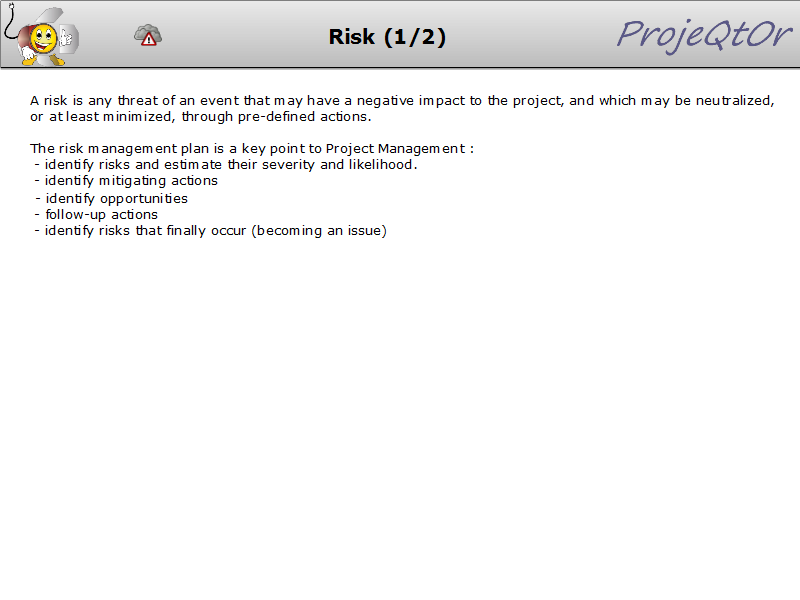 Risk (1/2)
ProjeQtOr
A risk is any threat of an event that may have a negative impact to the project, and which may be neutralized,
or at least minimized, through pre-defined actions.
The risk management plan is a key point to Project Management :
- identify risks and estimate their severity and likelihood.
- identify mitigating actions
- identify opportunities
- follow-up actions
- identify risks that finally occur (becoming an issue)